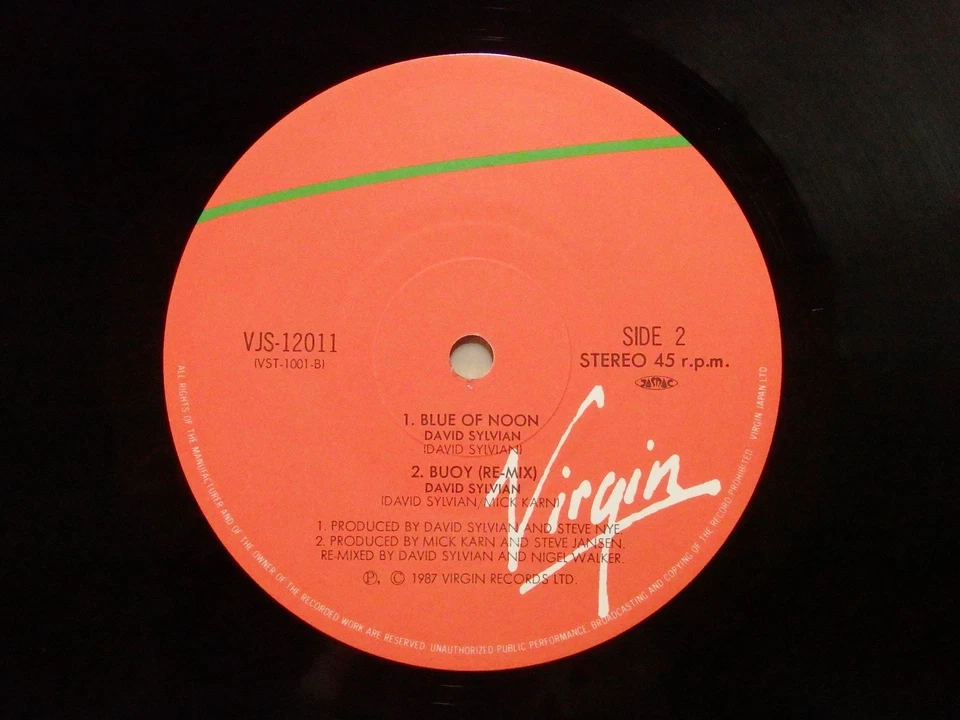 VJS-12011
(VST-1001-B)
SIDE 2
STEREO 45 r.p.m.
JASRAC
1. BLUE OF NOON
DAVID SYLVIAN
(DAVID SYLVIAN)
2. BUOY (RE-MIX)
DAVID SYLVIAN
(DAVID SYLVIAN/MICK KARN)
Virgin
1. PRODUCED BY DAVID SYLVIAN AND STEVE NYE.
2. PRODUCED BY MICK KARN AND STEVE JANSEN.
RE-MIXED BY DAVID SYLVIAN AND NIGEL WALKER.
Ⓟ, © 1987 VIRGIN RECORDS LTD.
ALL RIGHTS OF THE MANUFACTURER AND OF THE OWNER OF THE RECORDED WORK ARE RESERVED. UNAUTHORIZED PUBLIC PERFORMANCE, BROADCASTING AND COPYING OF THE RECORD PROHIBITED. VIRGIN JAPAN LTD